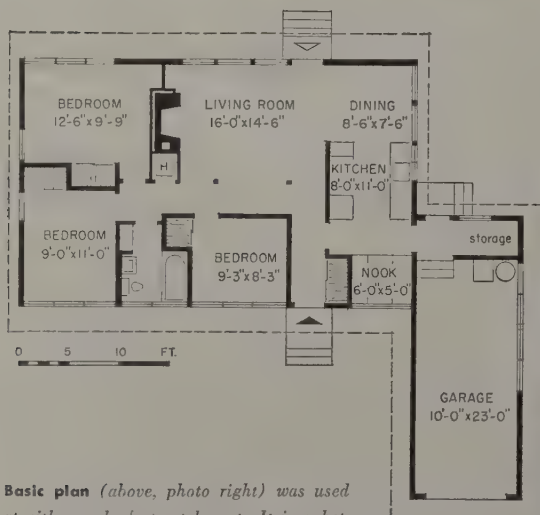 BEDROOM
12'-6"x9'-9"
LIVING ROOM
16'-0"x14'-6"
DINING
8'-6"x7'-6"
H
KITCHEN
8'-0"x11'-0"
BEDROOM
9'-0"x11'-0"
BEDROOM
9'-3"x8'-3"
storage
NOOK
6'-0"x5'-0"
0 5 10 FT.
GARAGE
10'-0"x23'-0"
Basic plan (above, photo right) was used